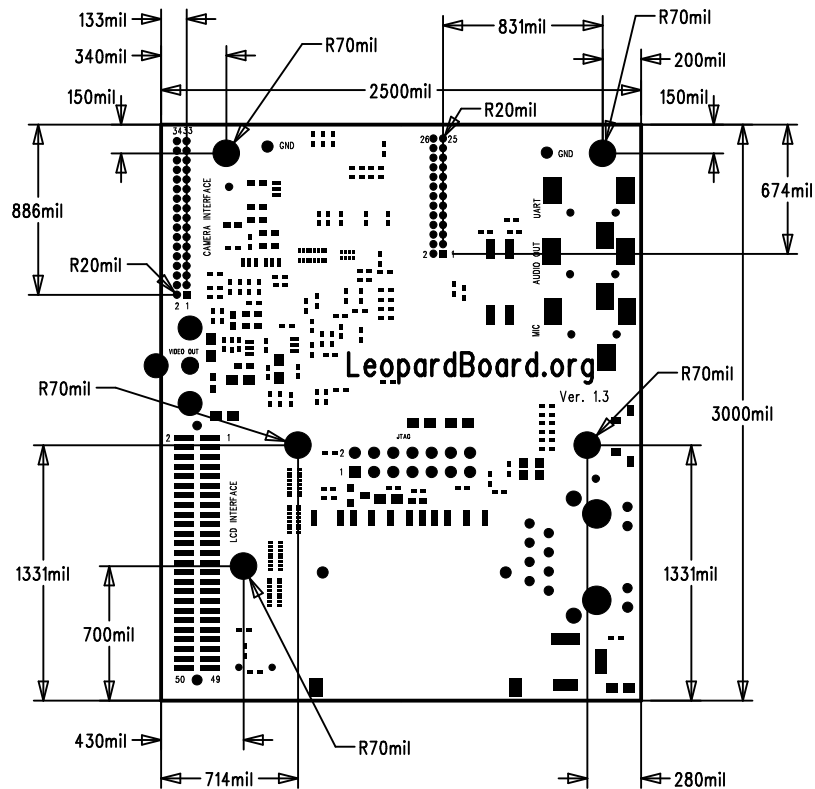 133mil
831mil
R70mil
340mil
R70mil
200mil
150mil
2500mil
150mil
R20mil
3433
GND
26 25
GND
886mil
CAMERA INTERFACE
UART
674mil
2 1
AUDIO OUT
R20mil
2 1
MIC
VIDEO OUT
LeopardBoard.org
R70mil
R70mil
Ver. 1.3
3000mil
2 1
JTAG
2
1
LCD INTERFACE
1331mil
1331mil
700mil
50 49
430mil
R70mil
714mil
280mil